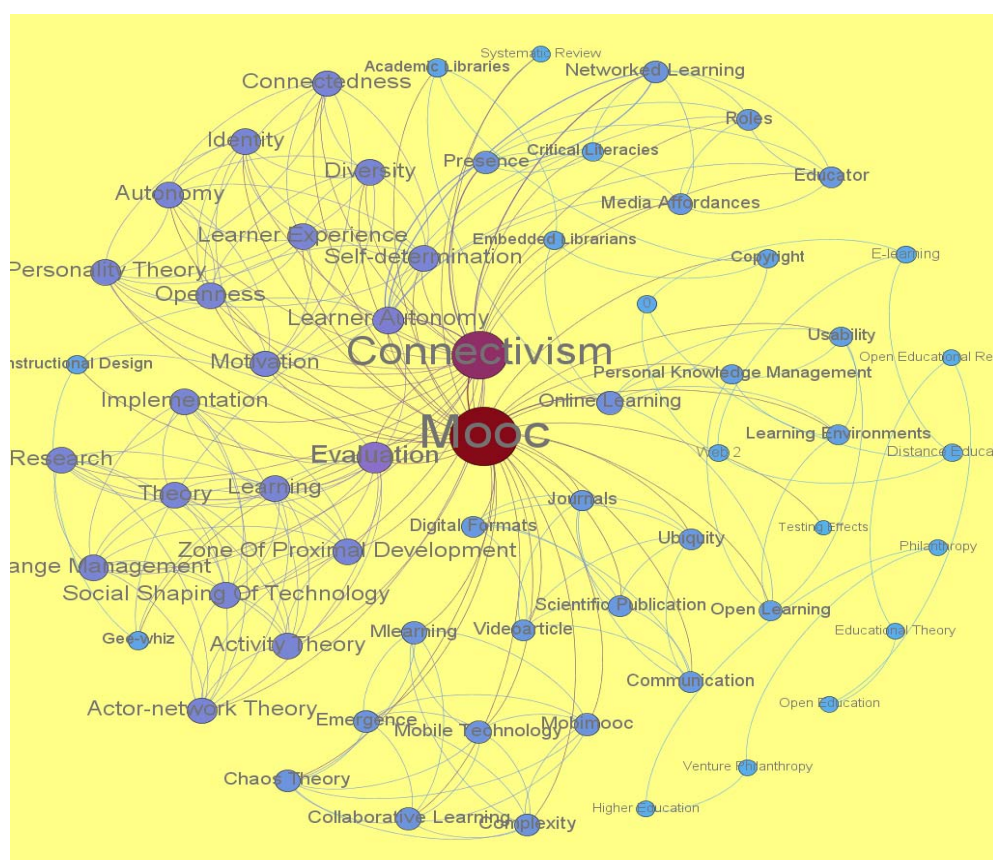 Systematic Review
Academic Libraries
Networked Learning
Connectedness
Roles
Identity
Critical Literacies
Presence
Diversity
Educator
Autonomy
Media Affordances
Learner Experience
Embedded Librarians
Self-determination
Copyright
E-learning
Personality Theory
Openness
0
Learner Autonomy
Usability
Connectivism
Open Educational Re
nstructional Design
Motivation
Personal Knowledge Management
Implementation
Online Learning
Mooc
Learning Environments
Evaluation
Web 2
Distance Educa
Research
Theory
Learning
Journals
Digital Formats
Testing Effects
Ubiquity
Philanthropy
Zone Of Proximal Development
ange Management
Social Shaping Of Technology
Scientific Publication
Open Learning
Mlearning
Videoarticle
Educational Theory
Gee-whiz
Activity Theory
Communication
Open Education
Actor-network Theory
Emergence
Mobile Technology
Mobimooc
Venture Philanthropy
Chaos Theory
Higher Education
Collaborative Learning
Complexity